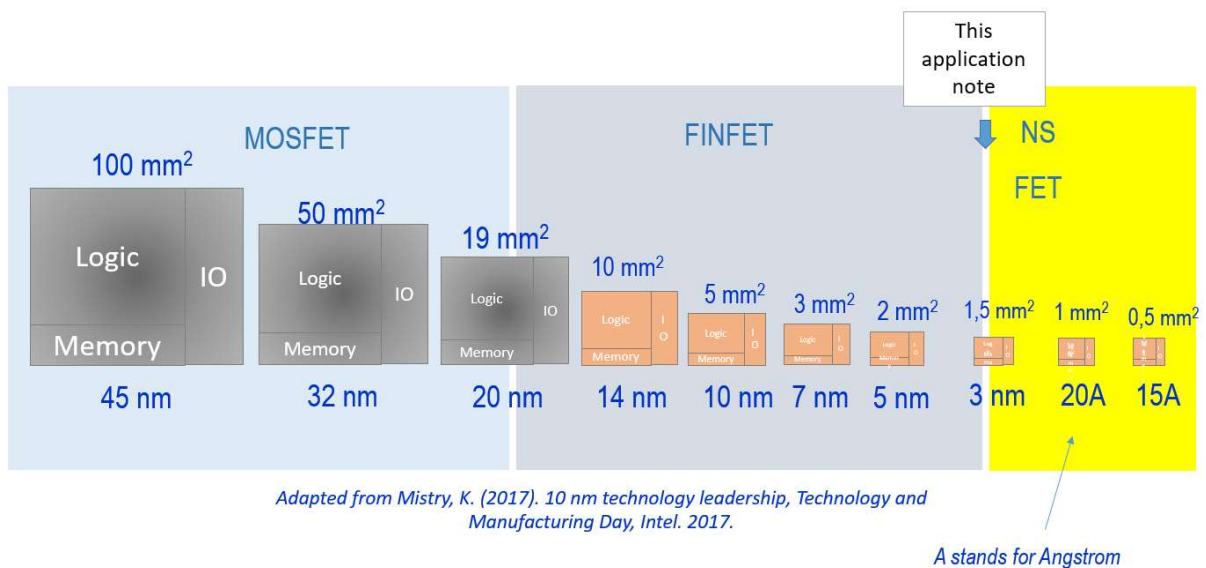 This
application
note
MOSFET
FINFET
NS
FET
100 mm²
50 mm²
19 mm²
10 mm²
5 mm²
3 mm²
2 mm²
1,5 mm²
1 mm²
0,5 mm²
Logic
IO
Memory
Logic
IO
Memory
Logic
IO
Memory
Logic
I
O
Memory
Logic
I
O
Memory
Logic
I
O
Memory
Logic
I
O
I
O
I
O
I
O
45 nm
32 nm
20 nm
14 nm
10 nm
7 nm
5 nm
3 nm
20A
15A
Adapted from Mistry, K. (2017). 10 nm technology leadership, Technology and
Manufacturing Day, Intel. 2017.
A stands for Angstrom